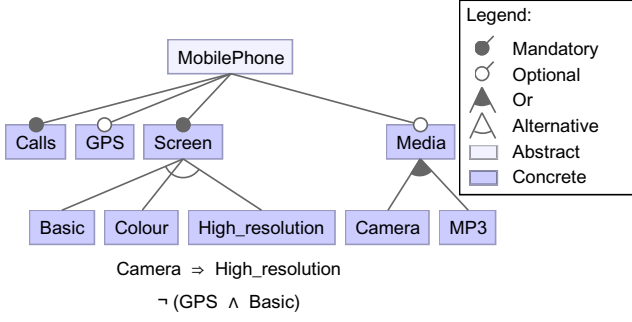 MobilePhone
Calls
GPS
Screen
Media
Basic
Colour
High_resolution
Camera
MP3
Camera ⇒ High_resolution
¬ (GPS ∧ Basic)
Legend:
Mandatory
Optional
Or
Alternative
Abstract
Concrete